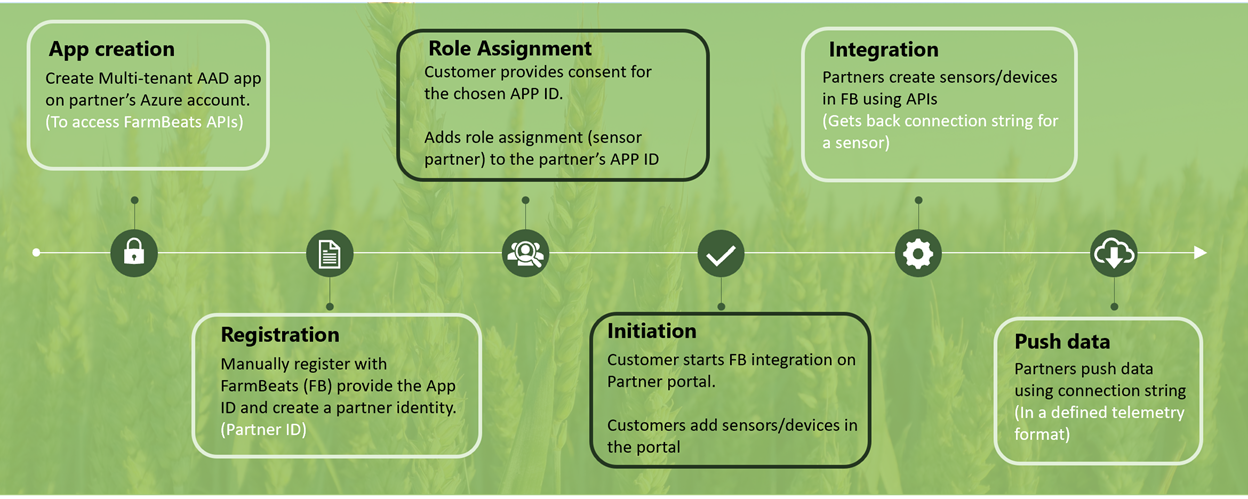 App creation
Create Multi-tenant AAD app
on partner's Azure account.
(To access FarmBeats APIs)
Registration
Manually register with
FarmBeats (FB) provide the App
ID and create a partner identity.
(Partner ID)
Role Assignment
Customer provides consent for
the chosen APP ID.
Adds role assignment (sensor
partner) to the partner's APP ID
Initiation
Customer starts FB integration on
Partner portal.
Customers add sensors/devices in
the portal
Integration
Partners create sensors/devices
in FB using APIs
(Gets back connection string for
a sensor)
Push data
Partners push data
using connection string
(In a defined telemetry
format)